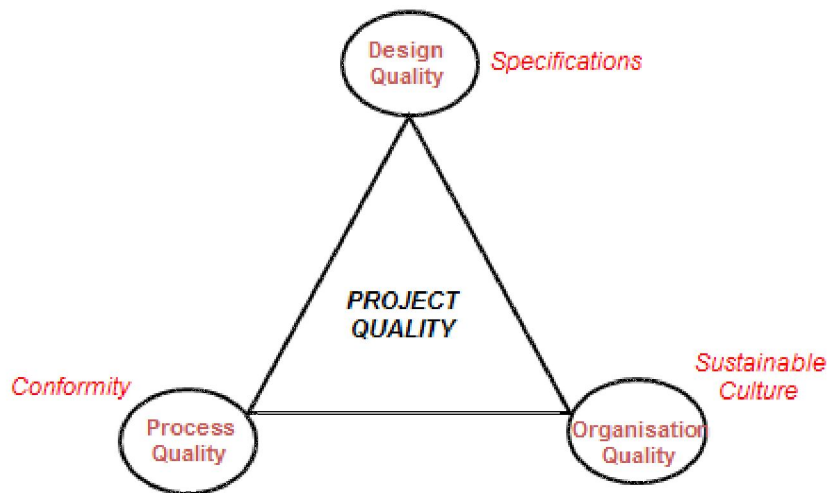 Design
Quality
Specifications
PROJECT
QUALITY
Conformity
Sustainable
Culture
Process
Quality
Organisation
Quality